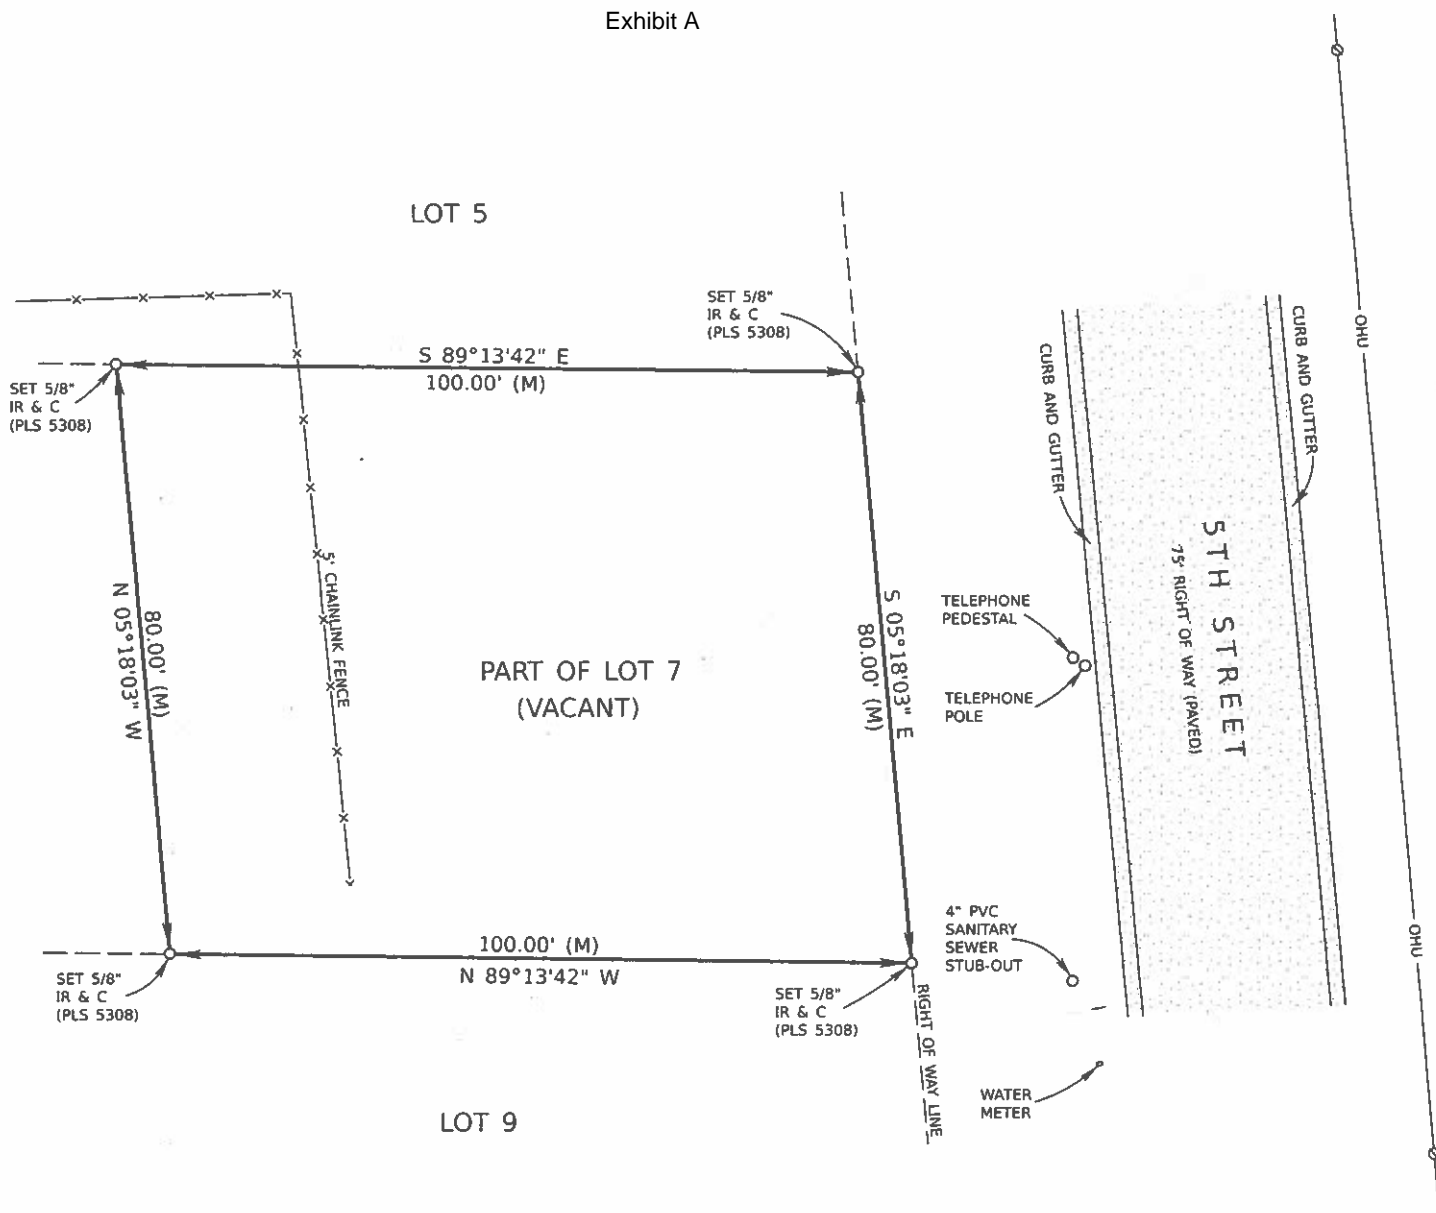 Exhibit A
LOT 5
SET 5/8"
IR & C
(PLS 5308)
S 89°13'42" E
100.00' (M)
SET 5/8"
IR & C
(PLS 5308)
CURB AND GUTTER
CURB AND GUTTER
OHU
N 05°18'03" W
80.00' (M)
5' CHAINLINK FENCE
PART OF LOT 7
(VACANT)
S 05°18'03" E
80.00' (M)
TELEPHONE
PEDESTAL
TELEPHONE
POLE
5TH STREET
75' RIGHT OF WAY (PAVED)
4" PVC
SANITARY
SEWER
STUB-OUT
OHU
100.00' (M)
N 89°13'42" W
SET 5/8"
IR & C
(PLS 5308)
SET 5/8"
IR & C
(PLS 5308)
RIGHT OF WAY LINE
WATER
METER
LOT 9